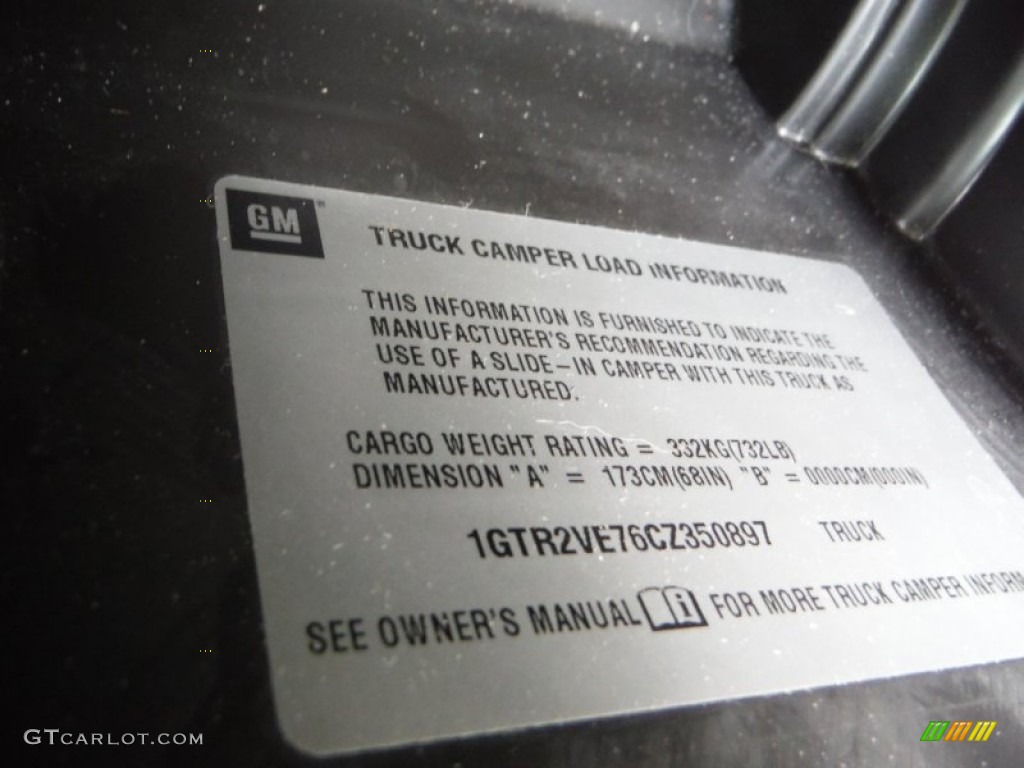 GM
TRUCK CAMPER LOAD INFORMATION
THIS INFORMATION IS FURNISHED TO INDICATE THE
MANUFACTURER'S RECOMMENDATION REGARDING THE
USE OF A SLIDE-IN CAMPER WITH THIS TRUCK AS
MANUFACTURED.
CARGO WEIGHT RATING = 332KG(732LB)
DIMENSION "A" = 173CM(68IN) "B" = 0000CM(000IN)
1GTR2VE76CZ350897 TRUCK
SEE OWNER'S MANUAL i FOR MORE TRUCK CAMPER INFORM
GTCARLOT.COM